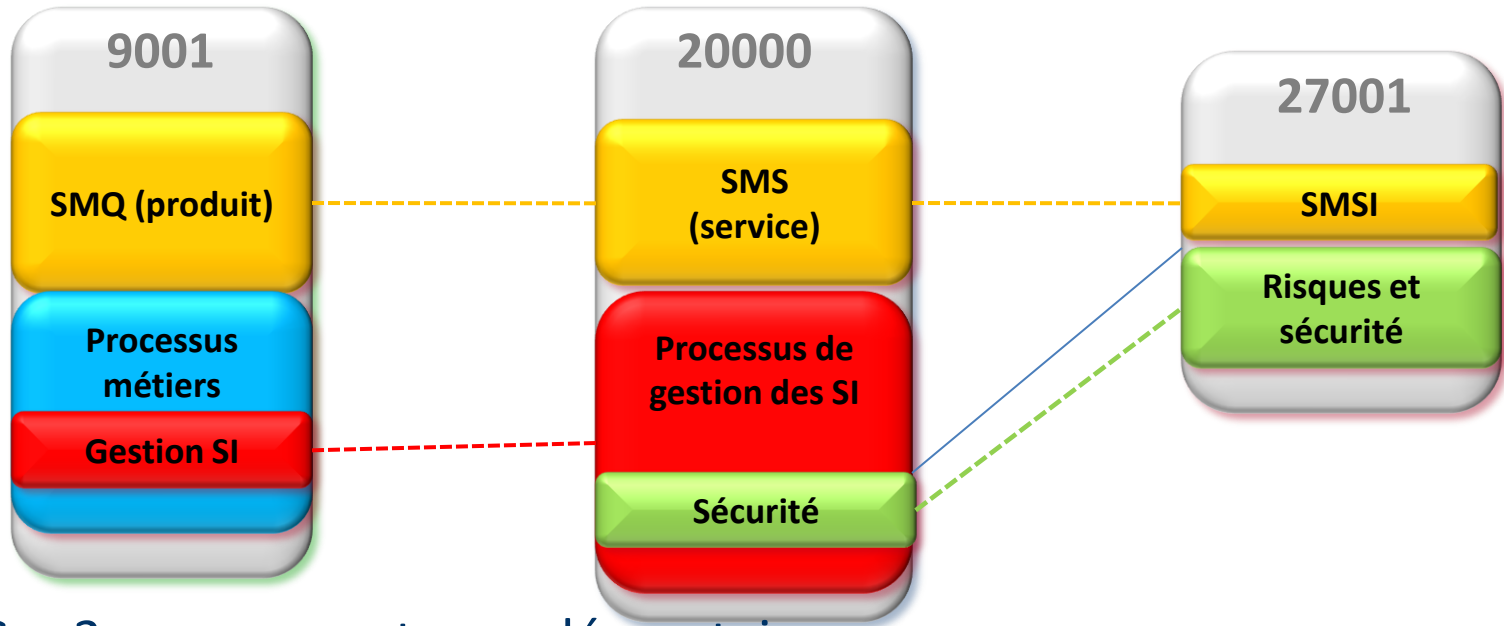 9001
SMQ (produit)
Processus
métiers
Gestion SI
20000
SMS
(service)
Processus de
gestion des SI
Sécurité
27001
SMSI
Risques et
sécurité